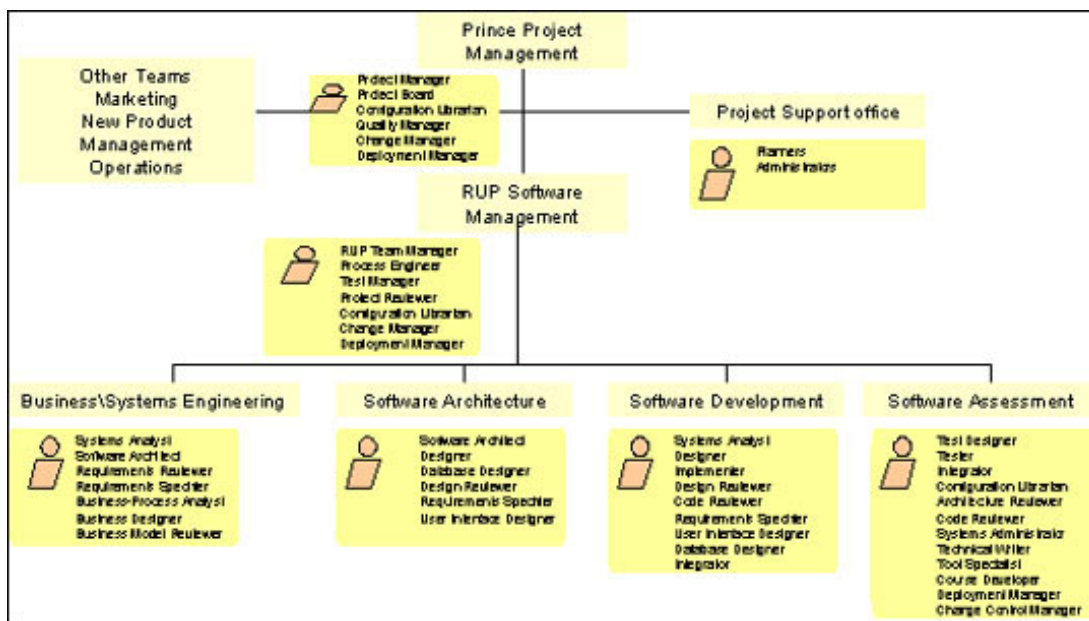 Prince Project
Management
Other Teams
Marketing
New Product
Management
Operations
Project Manager
Project Board
Configuration Librarian
Quality Manager
Change Manager
Deployment Manager
Project Support office
Planners
Administrators
RUP Software
Management
RUP Team Manager
Process Engineer
Test Manager
Project Reviewer
Configuration Librarian
Change Manager
Deployment Manager
Business\Systems Engineering
Systems Analyst
Software Architect
Requirements Reviewer
Requirements Specifier
Business-Process Analyst
Business Designer
Business Model Reviewer
Software Architecture
Software Architect
Designer
Database Designer
Design Reviewer
Requirements Specifier
User Interface Designer
Software Development
Systems Analyst
Designer
Implementer
Design Reviewer
Code Reviewer
Requirements Specifier
User Interface Designer
Database Designer
Integrator
Software Assessment
Test Designer
Tester
Integrator
Configuration Librarian
Architecture Reviewer
Code Reviewer
Systems Administrator
Technical Writer
Tool Specialist
Course Developer
Deployment Manager
Change Control Manager